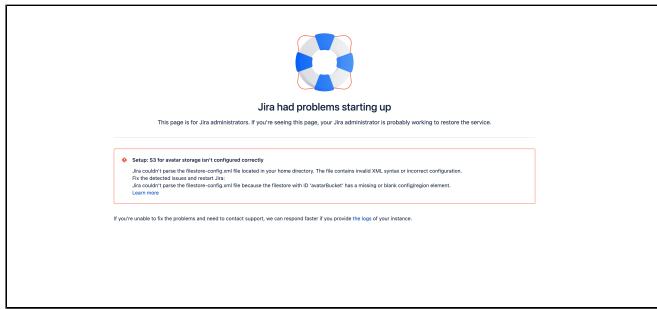 Jira had problems starting up
This page is for Jira administrators. If you're seeing this page, your Jira administrator is probably working to restore the service.
Setup: S3 for avatar storage isn't configured correctly
Jira couldn't parse the filestore-config.xml file located in your home directory. The file contains invalid XML syntax or incorrect configuration.
Fix the detected issues and restart Jira:
Jira couldn't parse the filestore-config.xml file because the filestore with ID 'avatarBucket' has a missing or blank config/region element.
Learn more
If you're unable to fix the problems and need to contact support, we can respond faster if you provide the logs of your instance.